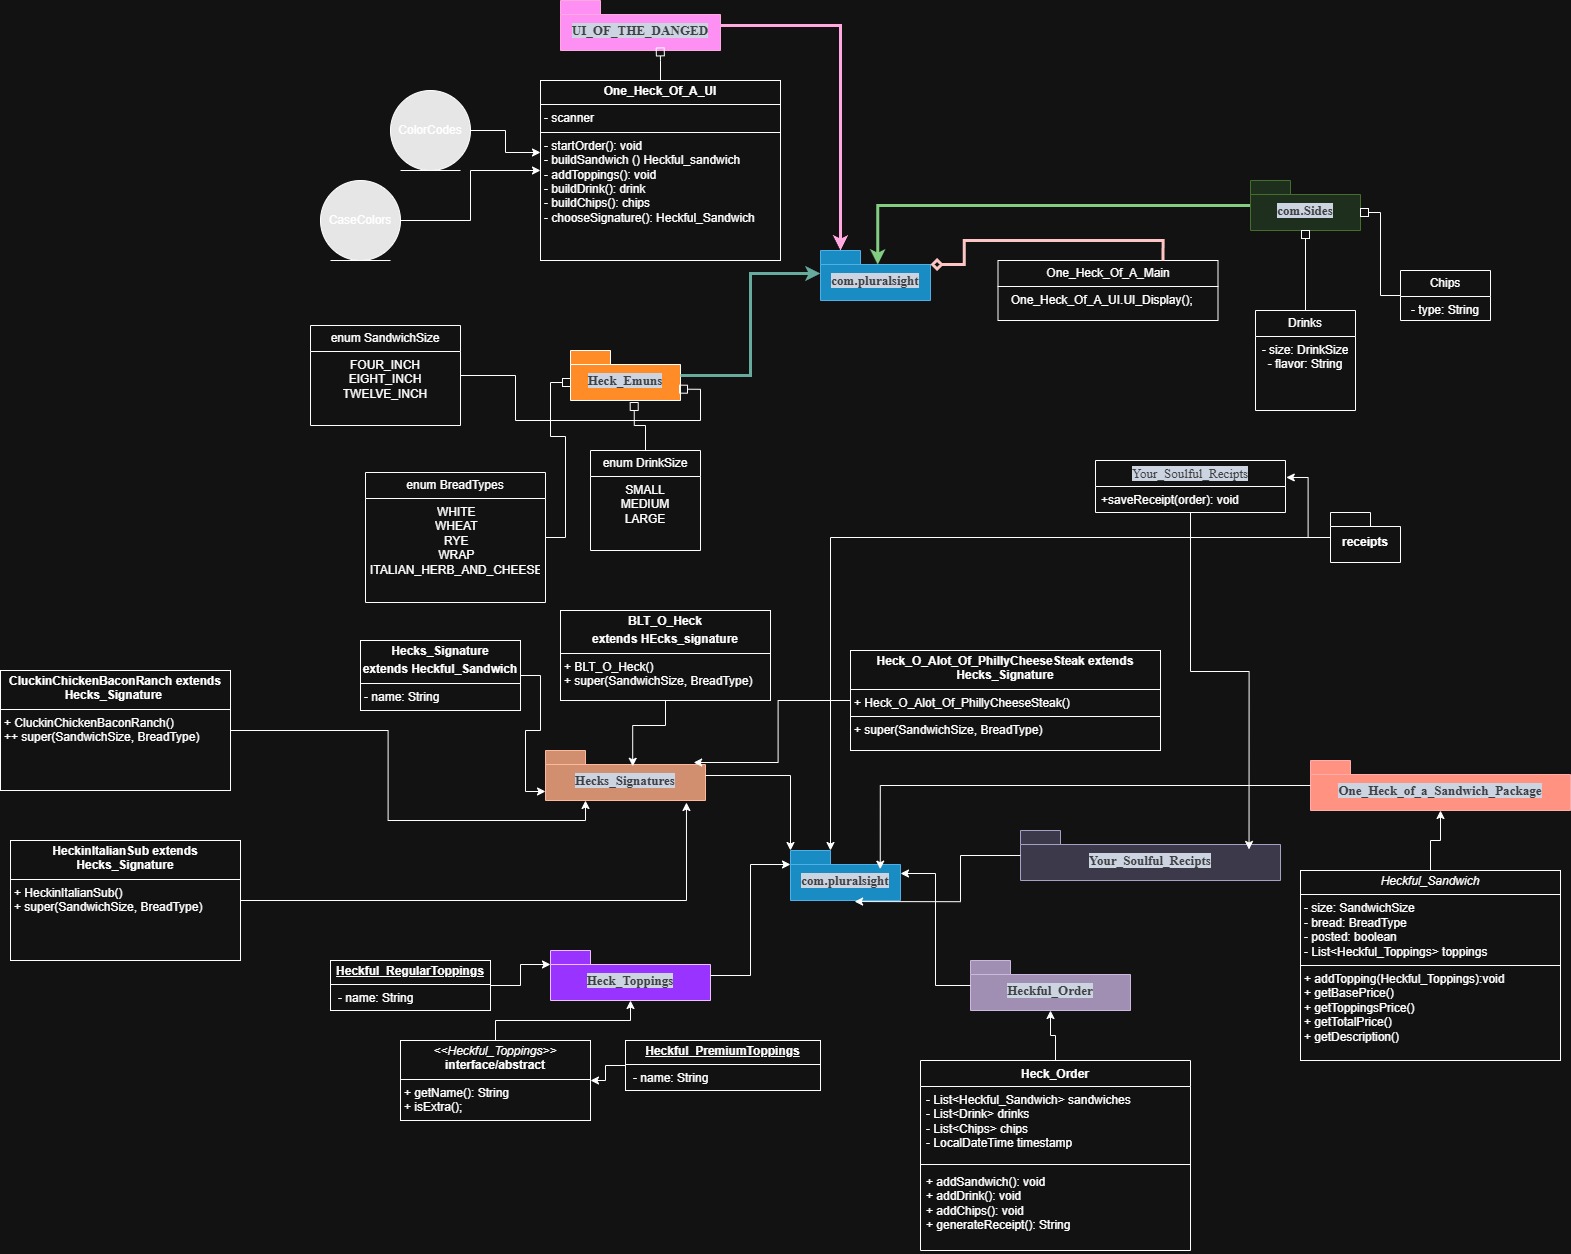 UI_OF_THE_DANGED
One_Heck_Of_A_UI
- scanner
- startOrder(): void
- buildSandwich () Heckful_sandwich
- addToppings(): void
- buildDrink(): drink
- buildChips(): chips
- chooseSignature(): Heckful_Sandwich
ColorCodes
CaseColors
com.Sides
com.pluralsight
One_Heck_Of_A_Main
One_Heck_Of_A_UI.UI_Display();
Chips
- type: String
Drinks
- size: DrinkSize
- flavor: String
enum SandwichSize
FOUR_INCH
EIGHT_INCH
TWELVE_INCH
Heck_Emuns
enum DrinkSize
SMALL
MEDIUM
LARGE
enum BreadTypes
WHITE
WHEAT
RYE
WRAP
ITALIAN_HERB_AND_CHEESE
Your_Soulful_Recipts
+saveReceipt(order): void
receipts
BLT_O_Heck
extends HEcks_signature
+ BLT_O_Heck()
+ super(SandwichSize, BreadType)
Hecks_Signature
extends Heckful_Sandwich
- name: String
CluckinChickenBaconRanch extends
Hecks_Signature
+ CluckinChickenBaconRanch()
++ super(SandwichSize, BreadType)
Heck_O_Alot_Of_PhillyCheeseSteak extends
Hecks_Signature
+ Heck_O_Alot_Of_PhillyCheeseSteak()
+ super(SandwichSize, BreadType)
Hecks_Signatures
One_Heck_of_a_Sandwich_Package
HeckinItalianSub extends
Hecks_Signature
+ HeckinItalianSub()
+ super(SandwichSize, BreadType)
com.pluralsight
Your_Soulful_Recipts
Heckful_Sandwich
- size: SandwichSize
- bread: BreadType
- posted: boolean
- List<Heckful_Toppings> toppings
+ addTopping(Heckful_Toppings):void
+ getBasePrice()
+ getToppingsPrice()
+ getTotalPrice()
+ getDescription()
Heckful_RegularToppings
- name: String
Heck_Toppings
Heckful_Order
<<Heckful_Toppings>>
interface/abstract
+ getName(): String
+ isExtra();
Heckful_PremiumToppings
- name: String
Heck_Order
- List<Heckful_Sandwich> sandwiches
- List<Drink> drinks
- List<Chips> chips
- LocalDateTime timestamp
+ addSandwich(): void
+ addDrink(): void
+ addChips(): void
+ generateReceipt(): String